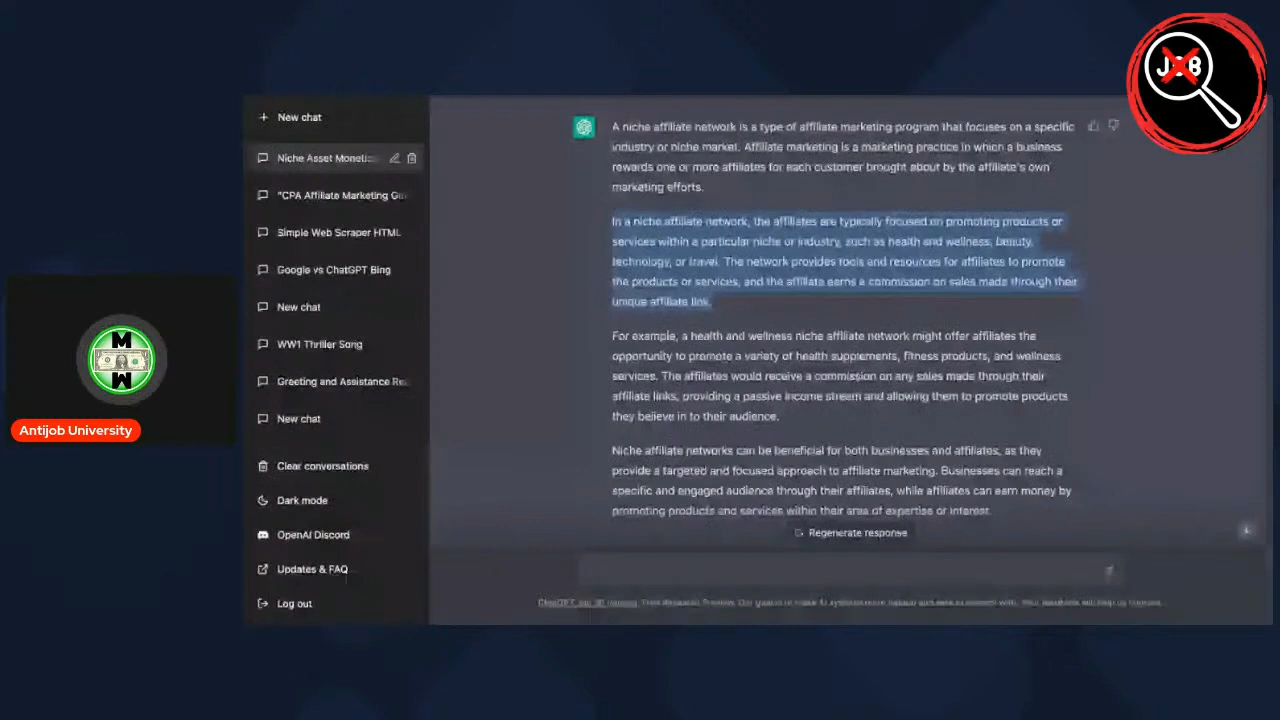 JOB
New chat
Niche Asset Moneti
"CPA Affiliate Marketing Gu
Simple Web Scraper HTML
Google vs ChatGPT Bing
New chat
WW1 Thriller Song
Greeting and Assistance Re
New chat
Clear conversations
Dark mode
OpenAI Discord
Updates & FAQ
Log out
A niche affiliate network is a type of affiliate marketing program that focuses on a specific
industry or niche market. Affiliate marketing is a marketing practice in which a business
rewards one or more affiliates for each customer brought about by the affiliate's own
marketing efforts.
In a niche affiliate network, the affiliates are typically focused on promoting products or
services within a particular niche or industry, such as health and wellness, beauty,
technology, or travel. The network provides tools and resources for affiliates to promote
the products or services, and the affiliate earns a commission on sales made through their
unique affiliate link.
For example, a health and wellness niche affiliate network might offer affiliates the
opportunity to promote a variety of health supplements, fitness products, and wellness
services. The affiliates would receive a commission on any sales made through their
affiliate links, providing a passive income stream and allowing them to promote products
they believe in to their audience.
Niche affiliate networks can be beneficial for both businesses and affiliates, as they
provide a targeted and focused approach to affiliate marketing. Businesses can reach a
specific and engaged audience through their affiliates, while affiliates can earn money by
promoting products and services within their area of expertise or interest.
Regenerate response
M
M
Antijob University